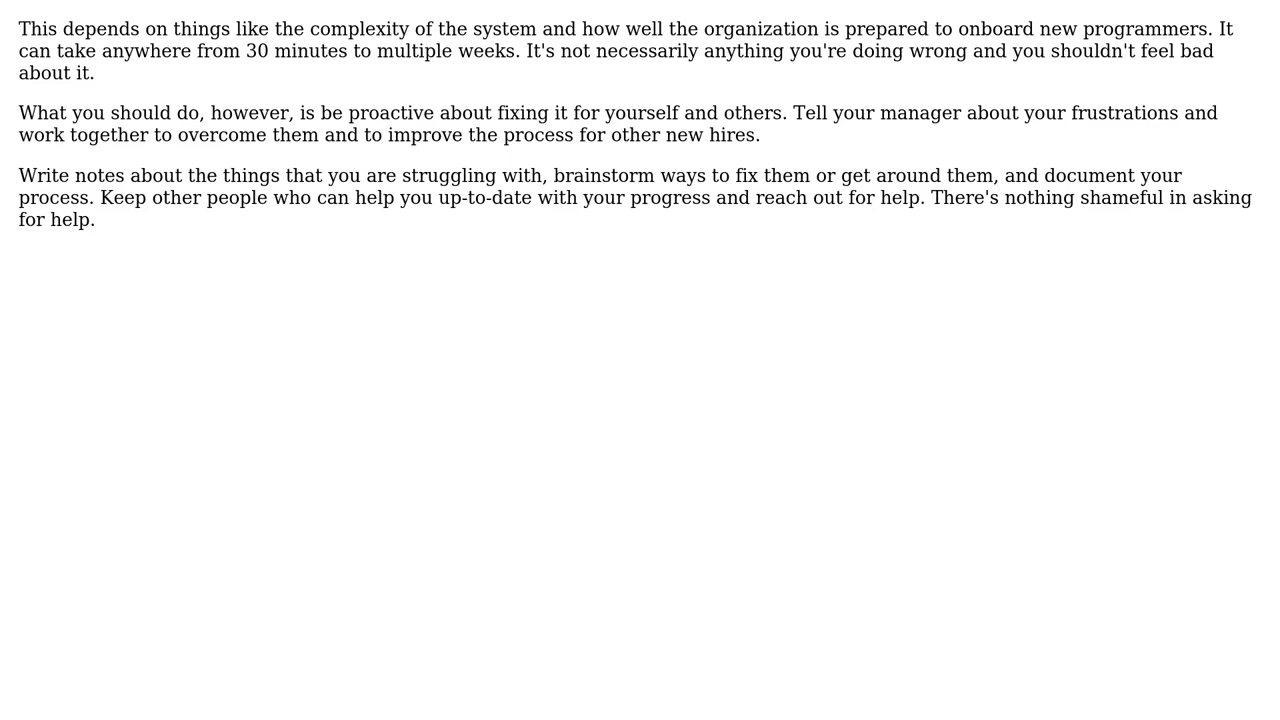 This depends on things like the complexity of the system and how well the organization is prepared to onboard new programmers. It
can take anywhere from 30 minutes to multiple weeks. It's not necessarily anything you're doing wrong and you shouldn't feel bad
about it.
What you should do, however, is be proactive about fixing it for yourself and others. Tell your manager about your frustrations and
work together to overcome them and to improve the process for other new hires.
Write notes about the things that you are struggling with, brainstorm ways to fix them or get around them, and document your
process. Keep other people who can help you up-to-date with your progress and reach out for help. There's nothing shameful in asking
for help.